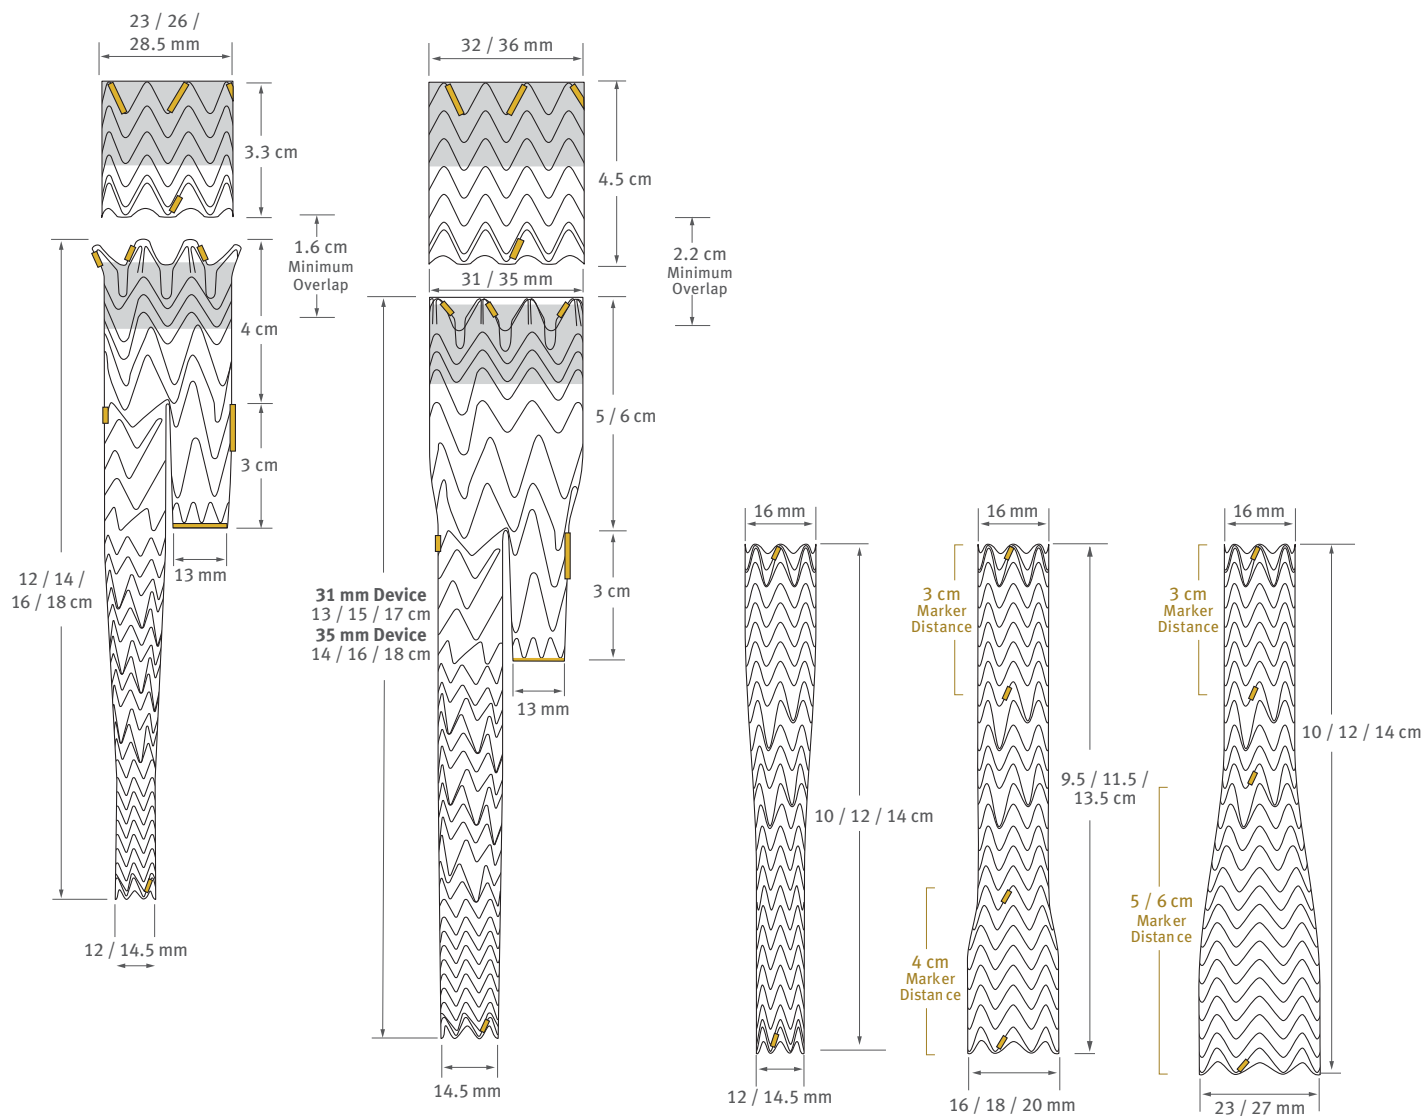 23 / 26 /
28.5 mm
3.3 cm
1.6 cm
Minimum
Overlap
4 cm
3 cm
13 mm
12 / 14 /
16 / 18 cm
12 / 14.5 mm
32 / 36 mm
4.5 cm
2.2 cm
Minimum
Overlap
31 / 35 mm
5 / 6 cm
3 cm
13 mm
31 mm Device
13 / 15 / 17 cm
35 mm Device
14 / 16 / 18 cm
14.5 mm
16 mm
10 / 12 / 14 cm
12 / 14.5 mm
16 mm
3 cm
Marker
Distance
9.5 / 11.5 /
13.5 cm
4 cm
Marker
Distance
16 / 18 / 20 mm
16 mm
3 cm
Marker
Distance
10 / 12 / 14 cm
5 / 6 cm
Marker
Distance
23 / 27 mm